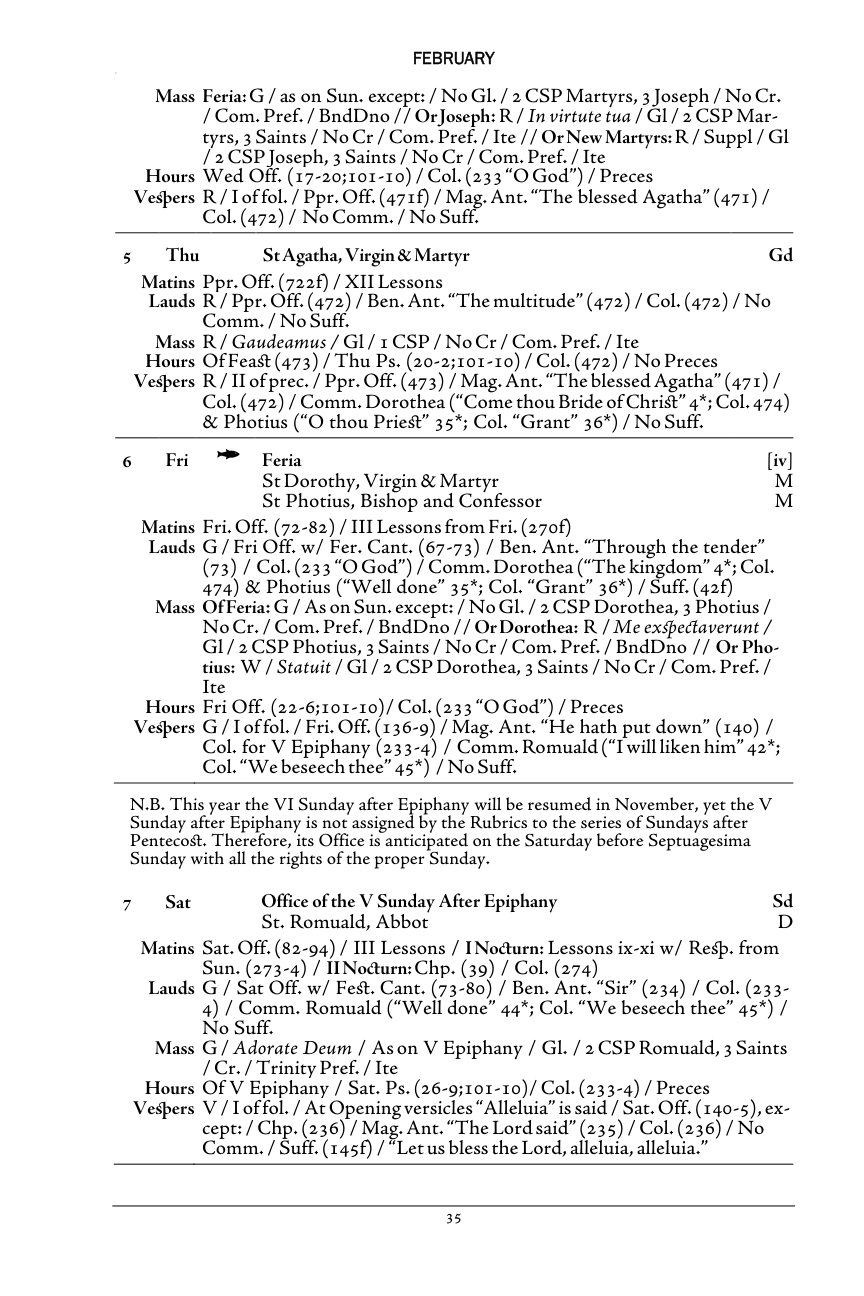 FEBRUARY
Mass Feria: G / as on Sun. except: / No Gl. / 2 CSP Martyrs, 3 Joseph / No Cr.
/ Com. Pref. / BndDno // Or Joseph: R / In virtute tua / Gl / 2 CSP Mar-
tyrs, 3 Saints / No Cr / Com. Pref. / Ite // Or New Martyrs: R / Suppl / Gl
/ 2 CSP Joseph, 3 Saints / No Cr / Com. Pref. / Ite
Hours Wed Off. (17-20;101-10) / Col. (233 “O God”) / Preces
Vespers R / I of fol. / Ppr. Off. (471f) / Mag. Ant. “The blessed Agatha” (471) /
Col. (472) / No Comm. / No Suff.
5 Thu St Agatha, Virgin & Martyr Gd
Matins Ppr. Off. (722f) / XII Lessons
Lauds R / Ppr. Off. (472) / Ben. Ant. “The multitude” (472) / Col. (472) / No
Comm. / No Suff.
Mass R / Gaudeamus / Gl / 1 CSP / No Cr / Com. Pref. / Ite
Hours Of Feast (473) / Thu Ps. (20-2;101-10) / Col. (472) / No Preces
Vespers R / II of prec. / Ppr. Off. (473) / Mag. Ant. “The blessed Agatha” (471) /
Col. (472) / Comm. Dorothea (“Come thou Bride of Christ” 4*; Col. 474)
& Photius (“O thou Priest” 35*; Col. “Grant” 36*) / No Suff.
6 Fri Feria [iv]
St Dorothy, Virgin & Martyr M
St Photius, Bishop and Confessor M
Matins Fri. Off. (72-82) / III Lessons from Fri. (270f)
Lauds G / Fri Off. w/ Fer. Cant. (67-73) / Ben. Ant. “Through the tender”
(73) / Col. (233 “O God”) / Comm. Dorothea (“The kingdom” 4*; Col.
474) & Photius (“Well done” 35*; Col. “Grant” 36*) / Suff. (42f)
Mass Of Feria: G / As on Sun. except: / No Gl. / 2 CSP Dorothea, 3 Photius /
No Cr. / Com. Pref. / BndDno // Or Dorothea: R / Me exspectaverunt /
Gl / 2 CSP Photius, 3 Saints / No Cr / Com. Pref. / BndDno // Or Pho-
tius: W / Statuit / Gl / 2 CSP Dorothea, 3 Saints / No Cr / Com. Pref. /
Ite
Hours Fri Off. (22-6;101-10)/ Col. (233 “O God”) / Preces
Vespers G / I of fol. / Fri. Off. (136-9) / Mag. Ant. “He hath put down” (140) /
Col. for V Epiphany (233-4) / Comm. Romuald (“I will liken him” 42*;
Col. “We beseech thee” 45*) / No Suff.
N.B. This year the VI Sunday after Epiphany will be resumed in November, yet the V
Sunday after Epiphany is not assigned by the Rubrics to the series of Sundays after
Pentecost. Therefore, its Office is anticipated on the Saturday before Septuagesima
Sunday with all the rights of the proper Sunday.
7 Sat Office of the V Sunday After Epiphany Sd
St. Romuald, Abbot D
Matins Sat. Off. (82-94) / III Lessons / I Nocturn: Lessons ix-xi w/ Resp. from
Sun. (273-4) / II Nocturn: Chp. (39) / Col. (274)
Lauds G / Sat Off. w/ Fest. Cant. (73-80) / Ben. Ant. “Sir” (234) / Col. (233-
4) / Comm. Romuald (“Well done” 44*; Col. “We beseech thee” 45*) /
No Suff.
Mass G / Adorate Deum / As on V Epiphany / Gl. / 2 CSP Romuald, 3 Saints
/ Cr. / Trinity Pref. / Ite
Hours Of V Epiphany / Sat. Ps. (26-9;101-10)/ Col. (233-4) / Preces
Vespers V / I of fol. / At Opening versicles “Alleluia” is said / Sat. Off. (140-5), ex-
cept: / Chp. (236) / Mag. Ant. “The Lord said” (235) / Col. (236) / No
Comm. / Suff. (145f) / “Let us bless the Lord, alleluia, alleluia.”
35